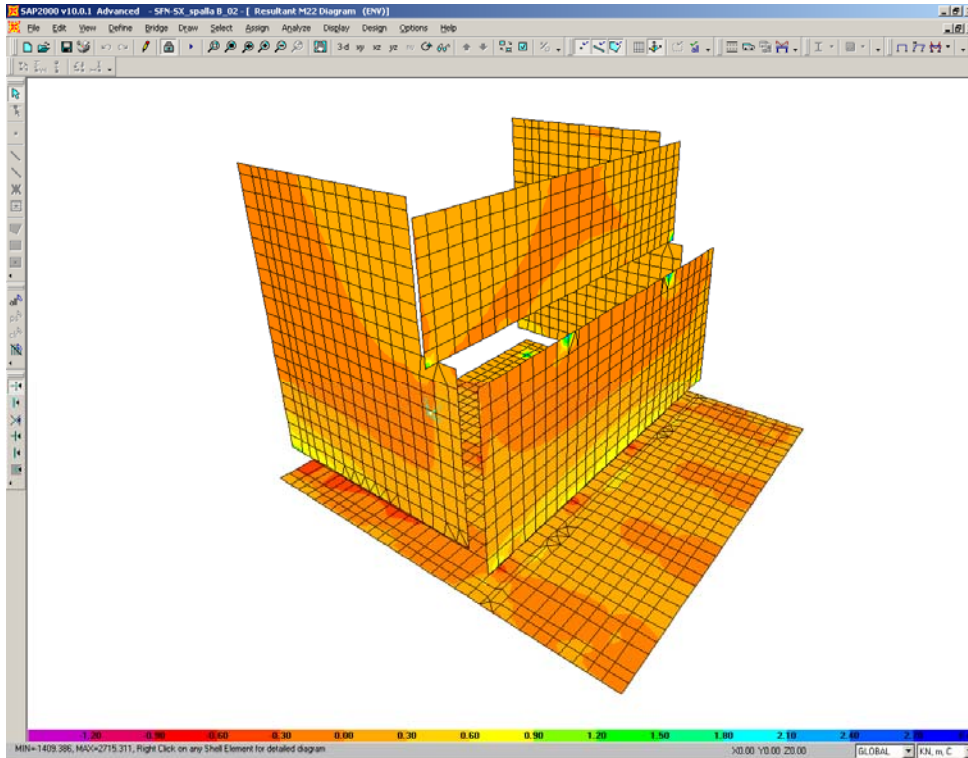 SAP2000 v10.0.1 Advanced - SFN-SX_spalla B_02 - [ Resultant M22 Diagram (ENV)]
File Edit View Define Bridge Draw Select Assign Analyze Display Design Options Help
3-d xy xz yz
-1.20 -0.90 -0.60 -0.30 0.00 0.30 0.60 0.90 1.20 1.50 1.80 2.10 2.40
MIN=-1409.386, MAX=2715.311, Right Click on any Shell Element for detailed diagram X0.00 Y0.00 Z0.00 GLOBAL KN, m, C